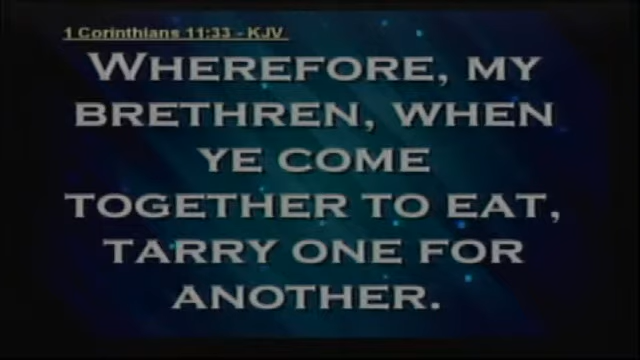 1 Corinthians 11:33 - KJV
WHEREFORE, MY
BRETHREN, WHEN
YE COME
TOGETHER TO EAT,
TARRY ONE FOR
ANOTHER.